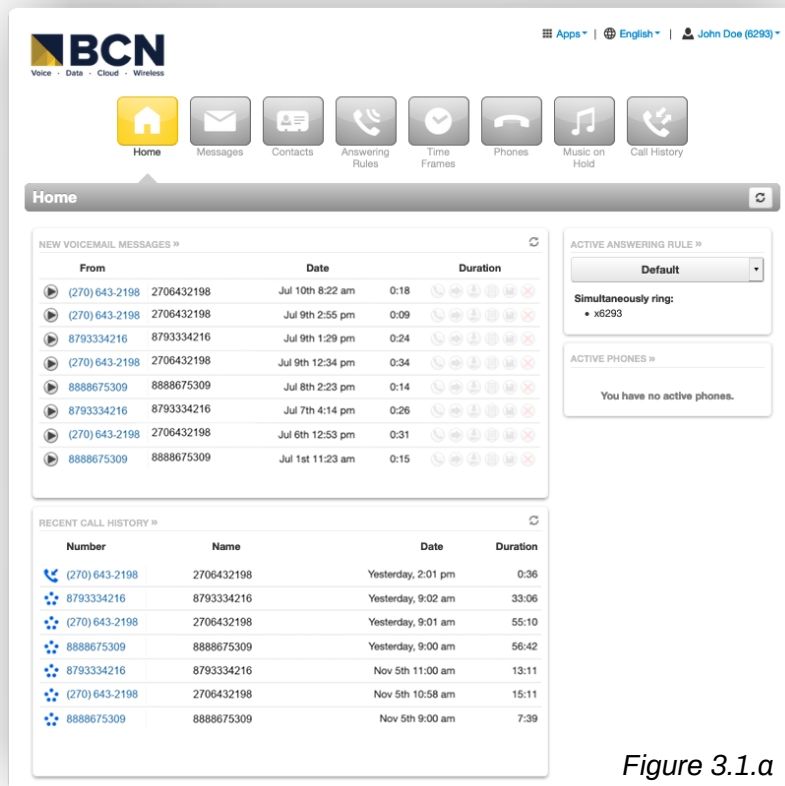 Apps | English | John Doe (6293)
BCN
Voice · Data · Cloud · Wireless
Home Messages Contacts Answering Rules Time Frames Phones Music on Hold Call History
Home
NEW VOICEMAIL MESSAGES »
From Date Duration
(270) 643-2198 2706432198 Jul 10th 8:22 am 0:18
(270) 643-2198 2706432198 Jul 9th 2:55 pm 0:09
8793334216 8793334216 Jul 9th 1:29 pm 0:24
(270) 643-2198 2706432198 Jul 9th 12:34 pm 0:34
8888675309 8888675309 Jul 8th 2:23 pm 0:14
8793334216 8793334216 Jul 7th 4:14 pm 0:26
(270) 643-2198 2706432198 Jul 6th 12:53 pm 0:31
8888675309 8888675309 Jul 1st 11:23 am 0:15
ACTIVE ANSWERING RULE »
Default
Simultaneously ring:
• x6293
ACTIVE PHONES »
You have no active phones.
RECENT CALL HISTORY »
Number Name Date Duration
(270) 643-2198 2706432198 Yesterday, 2:01 pm 0:36
8793334216 8793334216 Yesterday, 9:02 am 33:06
(270) 643-2198 2706432198 Yesterday, 9:01 am 55:10
8888675309 8888675309 Yesterday, 9:00 am 56:42
8793334216 8793334216 Nov 5th 11:00 am 13:11
(270) 643-2198 2706432198 Nov 5th 10:58 am 15:11
8888675309 8888675309 Nov 5th 9:00 am 7:39
Figure 3.1.a